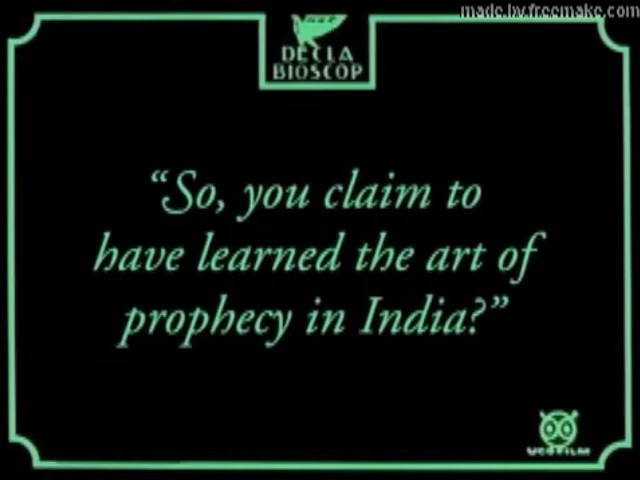 made.by.freemake.com
DECLA
BIOSCOP
“So, you claim to
have learned the art of
prophecy in India?”